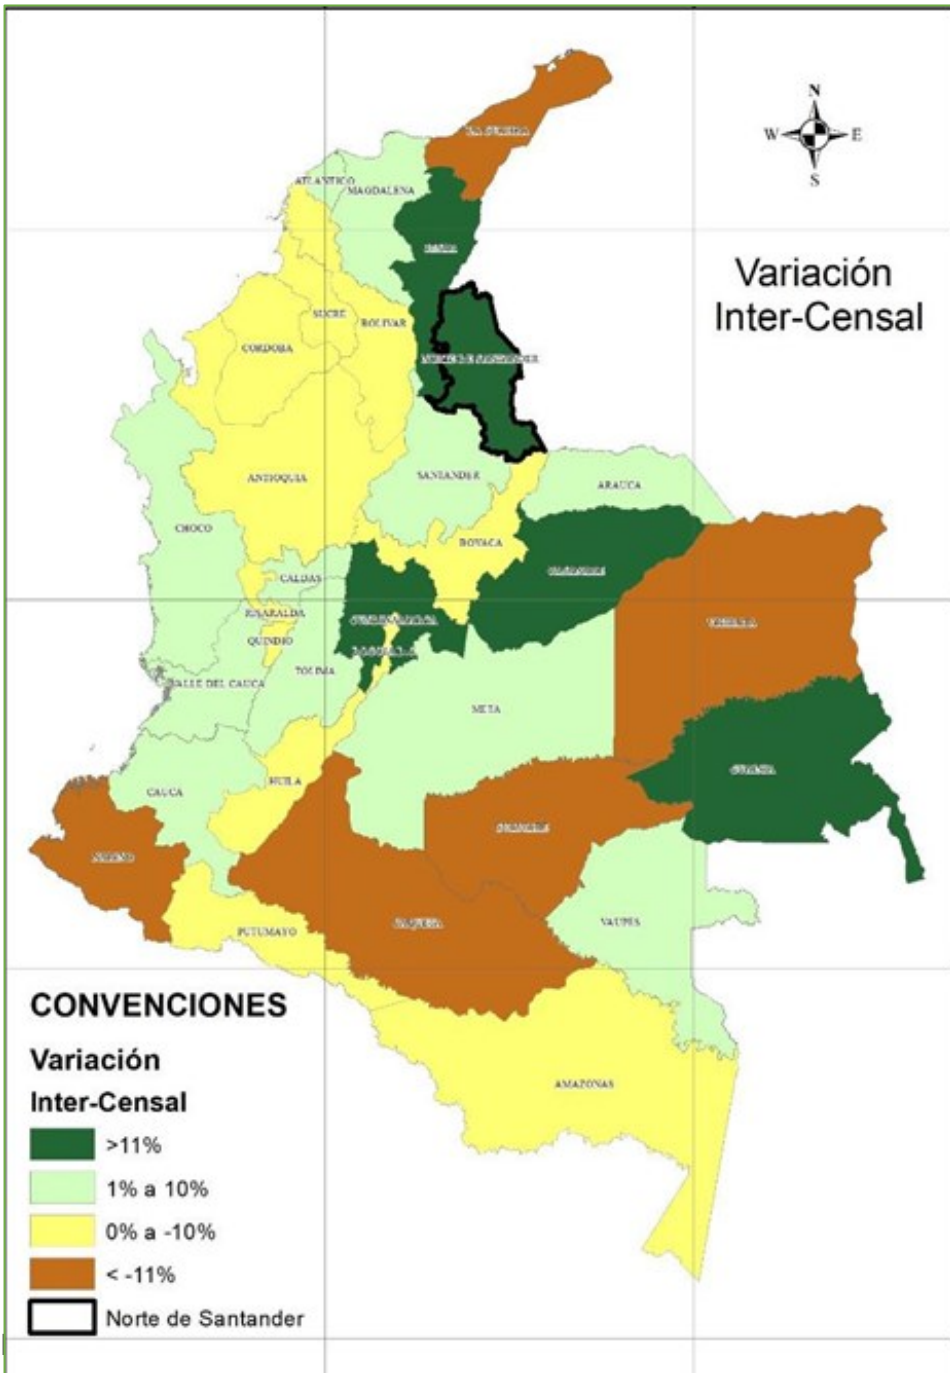 N
W E
S
LA GUAJIRA
ATLANTICO
MAGDALENA
Variación
Inter-Censal
SUCRE
BOLIVAR
CORDOBA
NORTE DE SANTANDER
ANTIOQUIA
SANTANDER
ARAUCA
CHOCO
BOYACA
CALDAS
CASANARE
RISARALDA
CUNDINAMARCA
VICHADA
QUINDIO
BOGOTA D.C.
TOLIMA
VALLE DEL CAUCA
META
GUAINIA
HUILA
CAUCA
GUAVIARE
NARIÑO
VAUPES
CAQUETA
PUTUMAYO
AMAZONAS
CONVENCIONES
Variación
Inter-Censal
>11%
1% a 10%
0% a -10%
< -11%
Norte de Santander